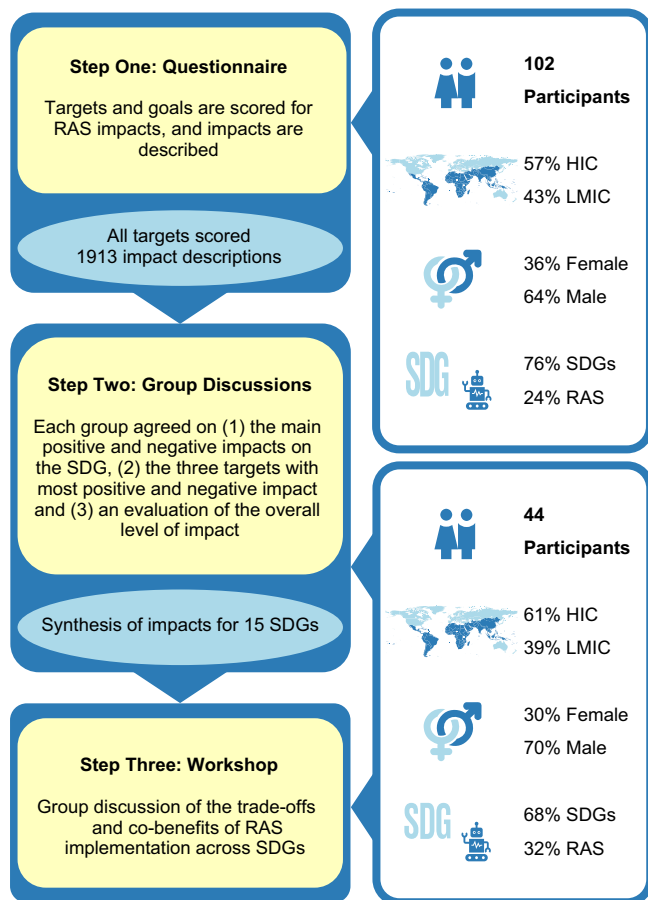 Step One: Questionnaire
Targets and goals are scored for
RAS impacts, and impacts are
described
All targets scored
1913 impact descriptions
102
Participants
57% HIC
43% LMIC
36% Female
64% Male
SDG
76% SDGs
24% RAS
Step Two: Group Discussions
Each group agreed on (1) the main
positive and negative impacts on
the SDG, (2) the three targets with
most positive and negative impact
and (3) an evaluation of the overall
level of impact
Synthesis of impacts for 15 SDGs
Step Three: Workshop
Group discussion of the trade-offs
and co-benefits of RAS
implementation across SDGs
44
Participants
61% HIC
39% LMIC
30% Female
70% Male
SDG
68% SDGs
32% RAS